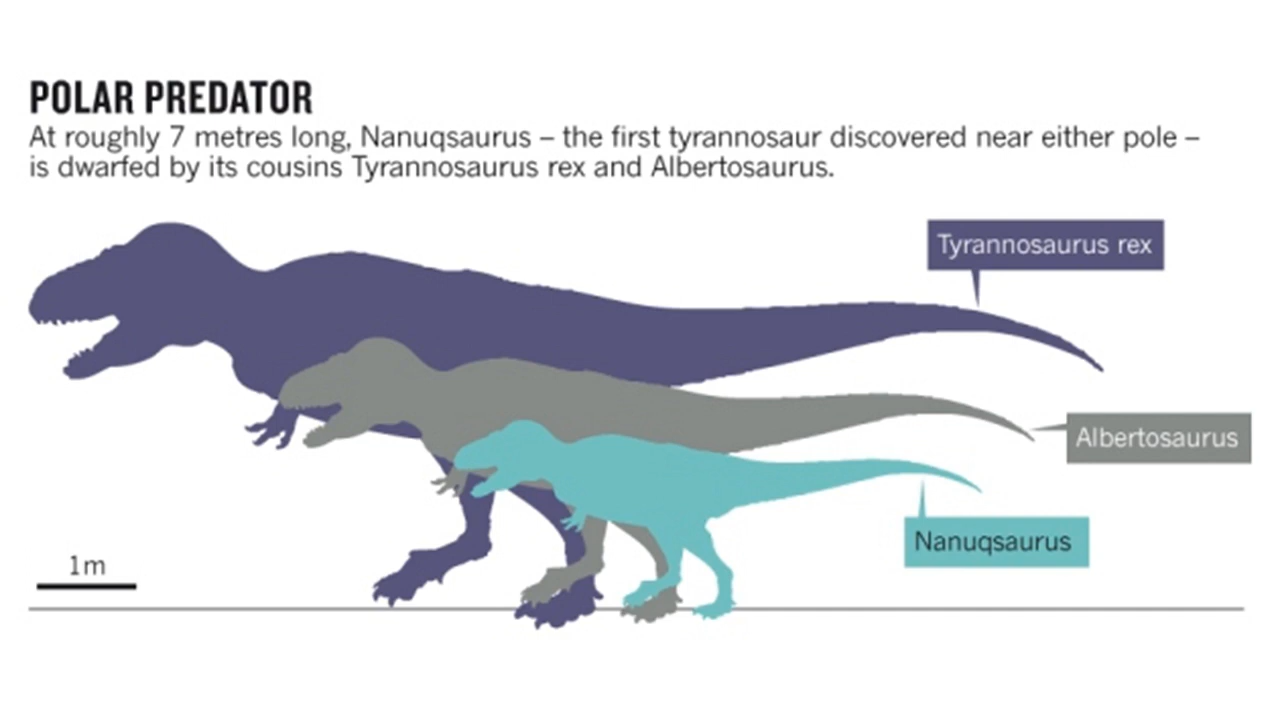 POLAR PREDATOR
At roughly 7 metres long, Nanuqsaurus – the first tyrannosaur discovered near either pole –
is dwarfed by its cousins Tyrannosaurus rex and Albertosaurus.
Tyrannosaurus rex
Albertosaurus
Nanuqsaurus
1m